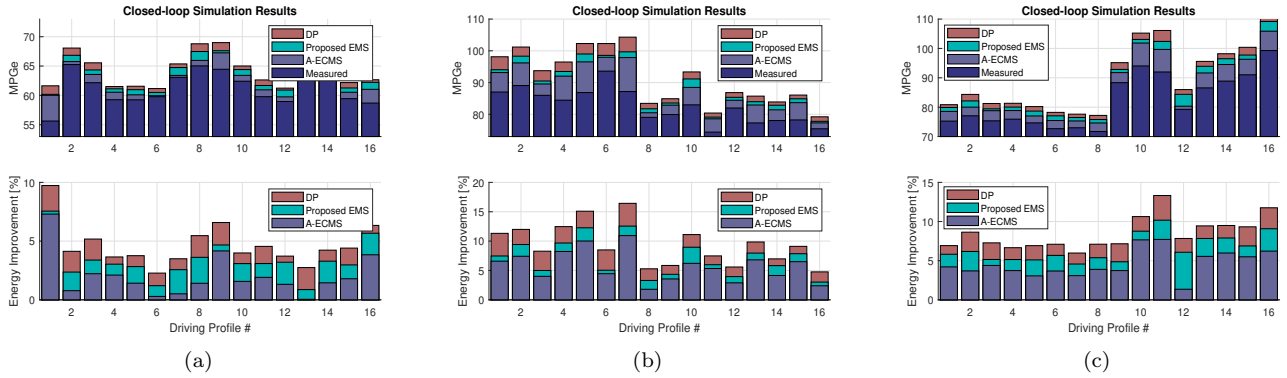 Closed-loop Simulation Results
MPGe
70
65
60
55
DP
Proposed EMS
A-ECMS
Measured
2 4 6 8 10 12 14 16
Energy Improvement [%]
10
5
0
DP
Proposed EMS
A-ECMS
2 4 6 8 10 12 14 16
Driving Profile #
(a)
Closed-loop Simulation Results
MPGe
110
100
90
80
DP
Proposed EMS
A-ECMS
Measured
2 4 6 8 10 12 14 16
Energy Improvement [%]
20
15
10
5
0
DP
Proposed EMS
A-ECMS
2 4 6 8 10 12 14 16
Driving Profile #
(b)
Closed-loop Simulation Results
MPGe
110
100
90
80
70
DP
Proposed EMS
A-ECMS
Measured
2 4 6 8 10 12 14 16
Energy Improvement [%]
15
10
5
0
DP
Proposed EMS
A-ECMS
2 4 6 8 10 12 14 16
Driving Profile #
(c)